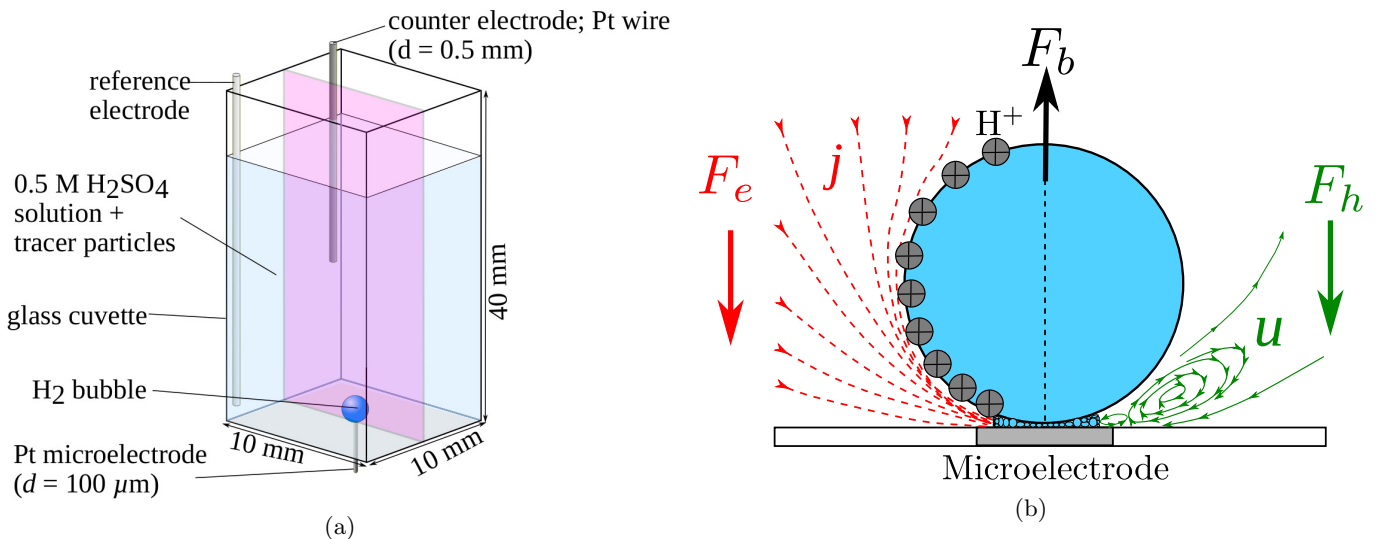 counter electrode; Pt wire
(d = 0.5 mm)
reference
electrode
0.5 M H2SO4
solution +
tracer particles
glass cuvette
40 mm
H2 bubble
10 mm
10 mm
Pt microelectrode
(d = 100 µm)
(a)
F_b
H^+
j
F_e
F_h
u
Microelectrode
(b)